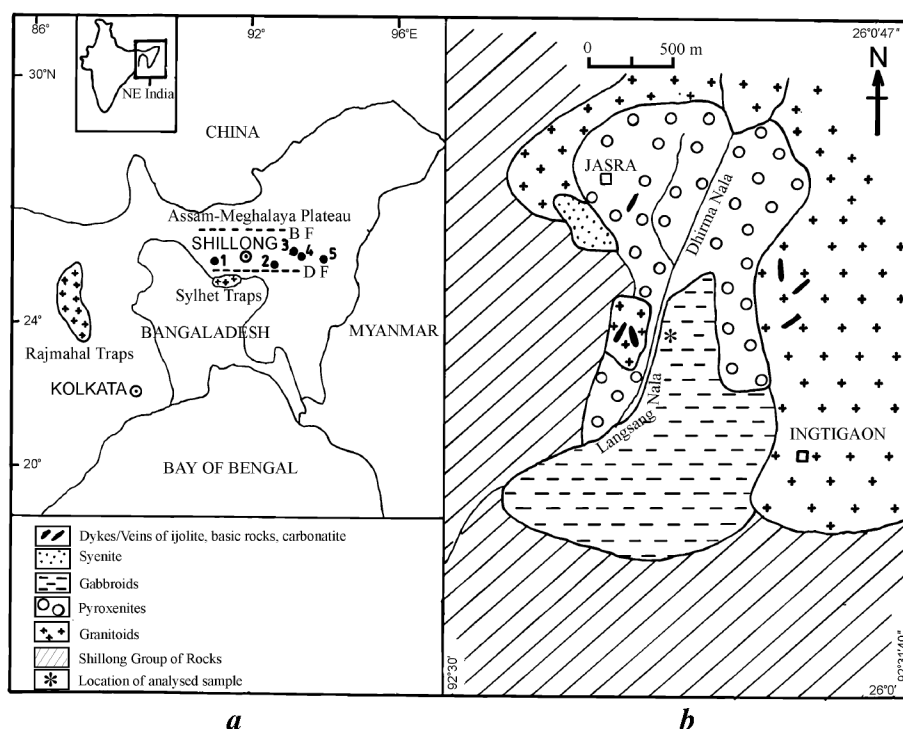 86°
92°
96°E
30°N
NE India
CHINA
Assam-Meghalaya Plateau
B F
SHILLONG
3
4
5
1
2
D F
Sylhet Traps
24°
BANGALADESH
MYANMAR
Rajmahal Traps
KOLKATA
20°
BAY OF BENGAL
Dykes/Veins of ijolite, basic rocks, carbonatite
Syenite
Gabbroids
Pyroxenites
Granitoids
Shillong Group of Rocks
Location of analysed sample
a
26°0'47"
0 500 m
N
JASRA
Dhirma Nala
Langsang Nala
INGTIGAON
92°30'
92°31'40"
26°0'
b